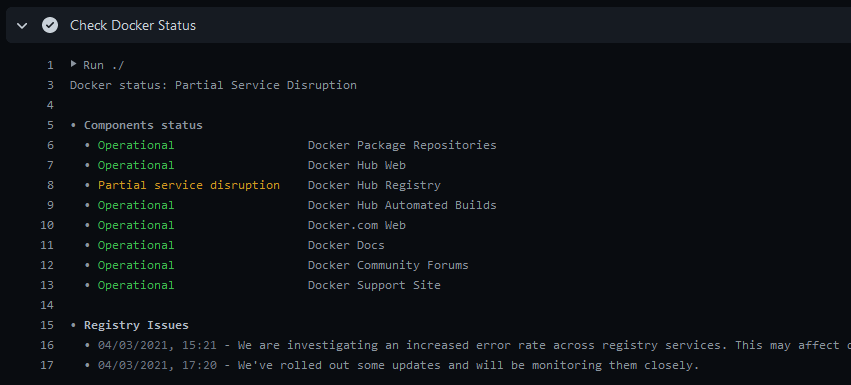 Check Docker Status
1 Run ./
3 Docker status: Partial Service Disruption
4
5 • Components status
6 • Operational Docker Package Repositories
7 • Operational Docker Hub Web
8 • Partial service disruption Docker Hub Registry
9 • Operational Docker Hub Automated Builds
10 • Operational Docker.com Web
11 • Operational Docker Docs
12 • Operational Docker Community Forums
13 • Operational Docker Support Site
14
15 • Registry Issues
16 • 04/03/2021, 15:21 - We are investigating an increased error rate across registry services. This may affect
17 • 04/03/2021, 17:20 - We've rolled out some updates and will be monitoring them closely.